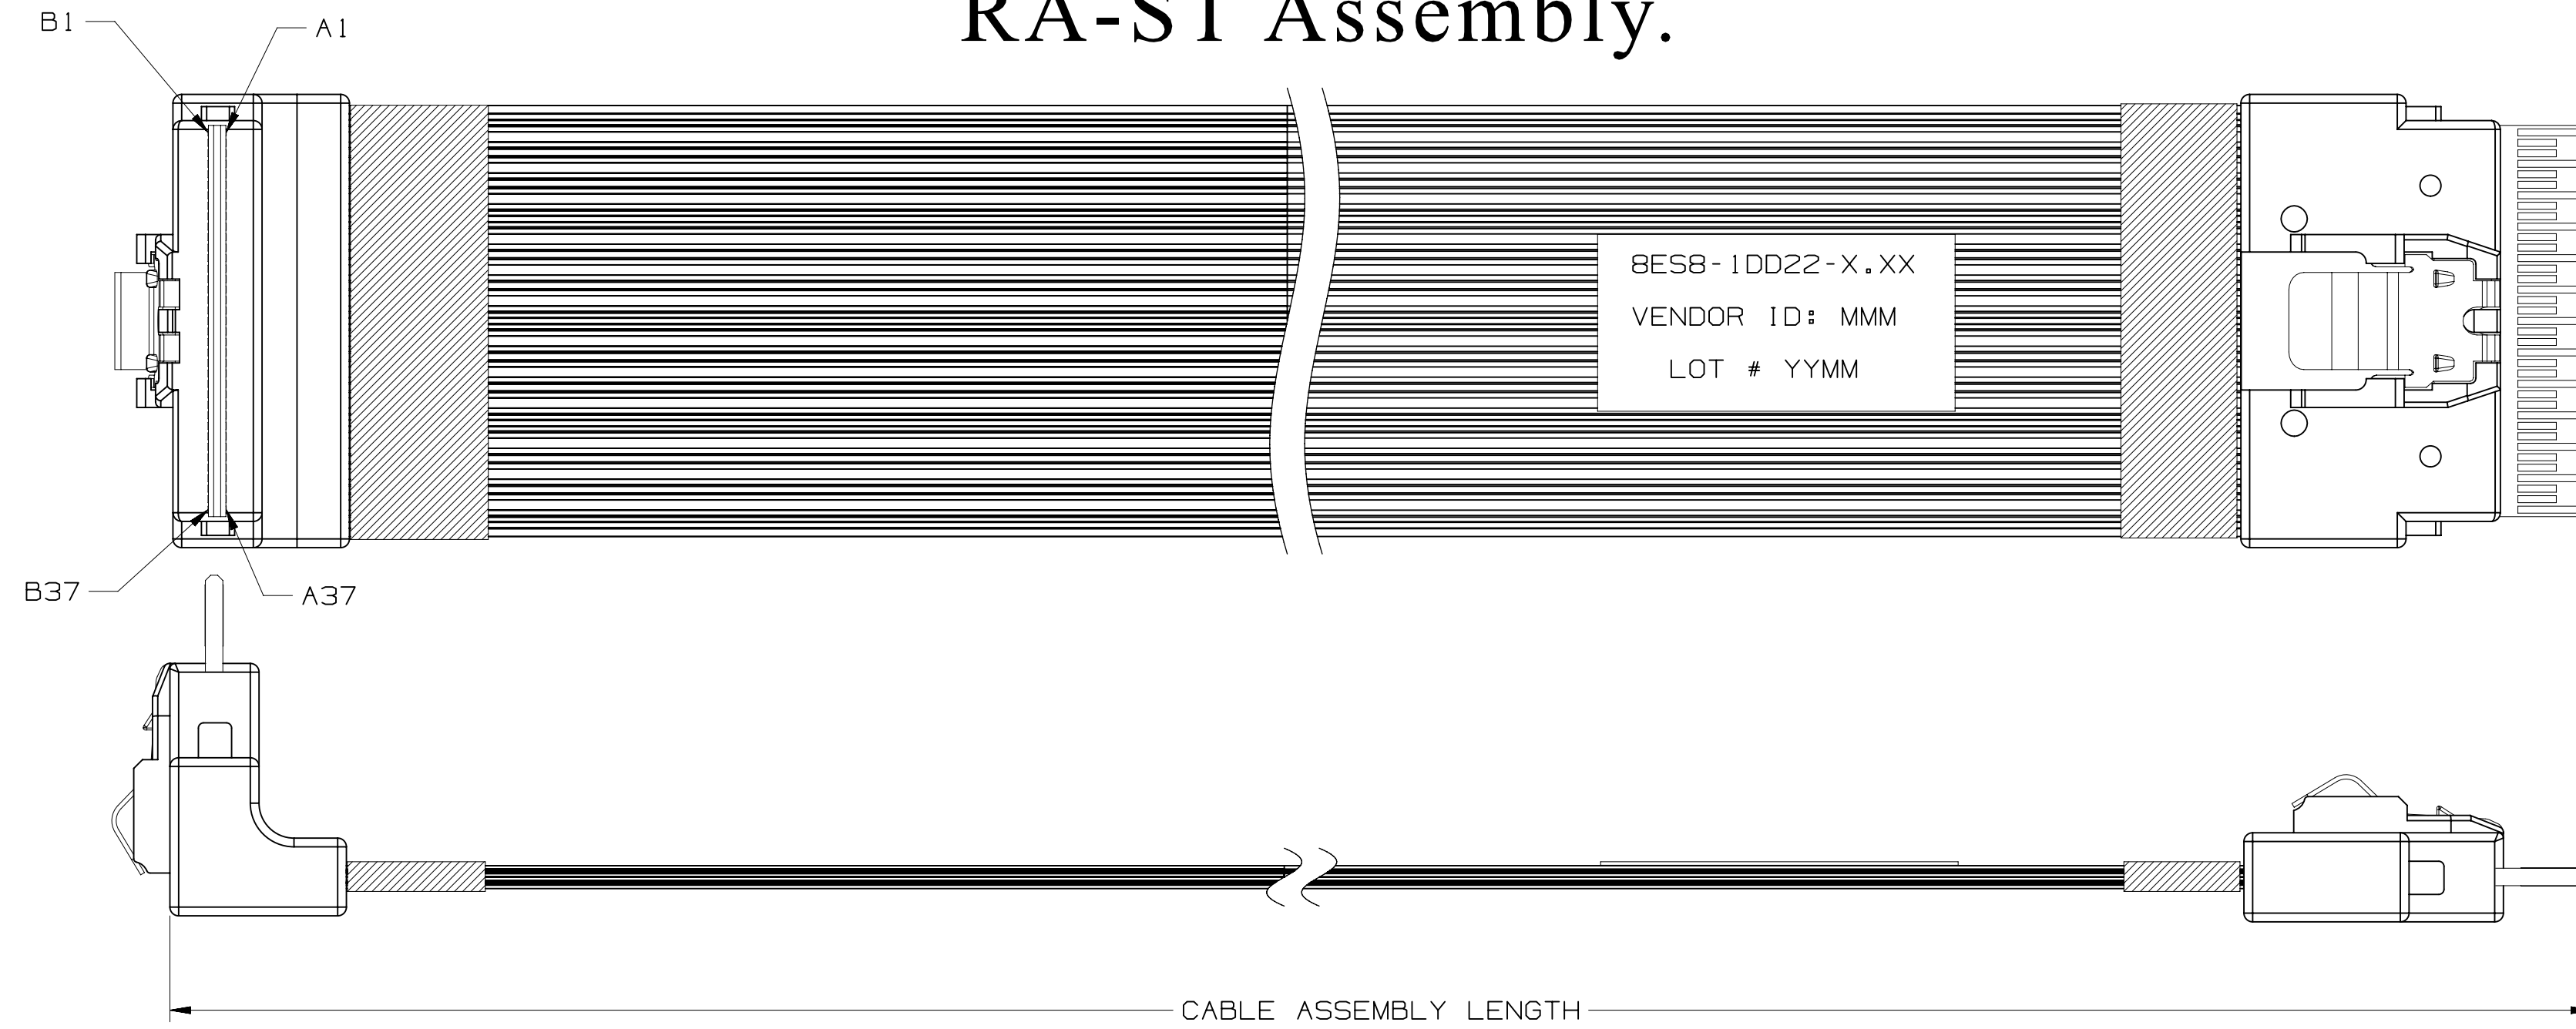 RA-ST Assembly.
B1
A1
8ES8-1DD22-X.XX
VENDOR ID: MMM
LOT # YYMM
B37
A37
CABLE ASSEMBLY LENGTH